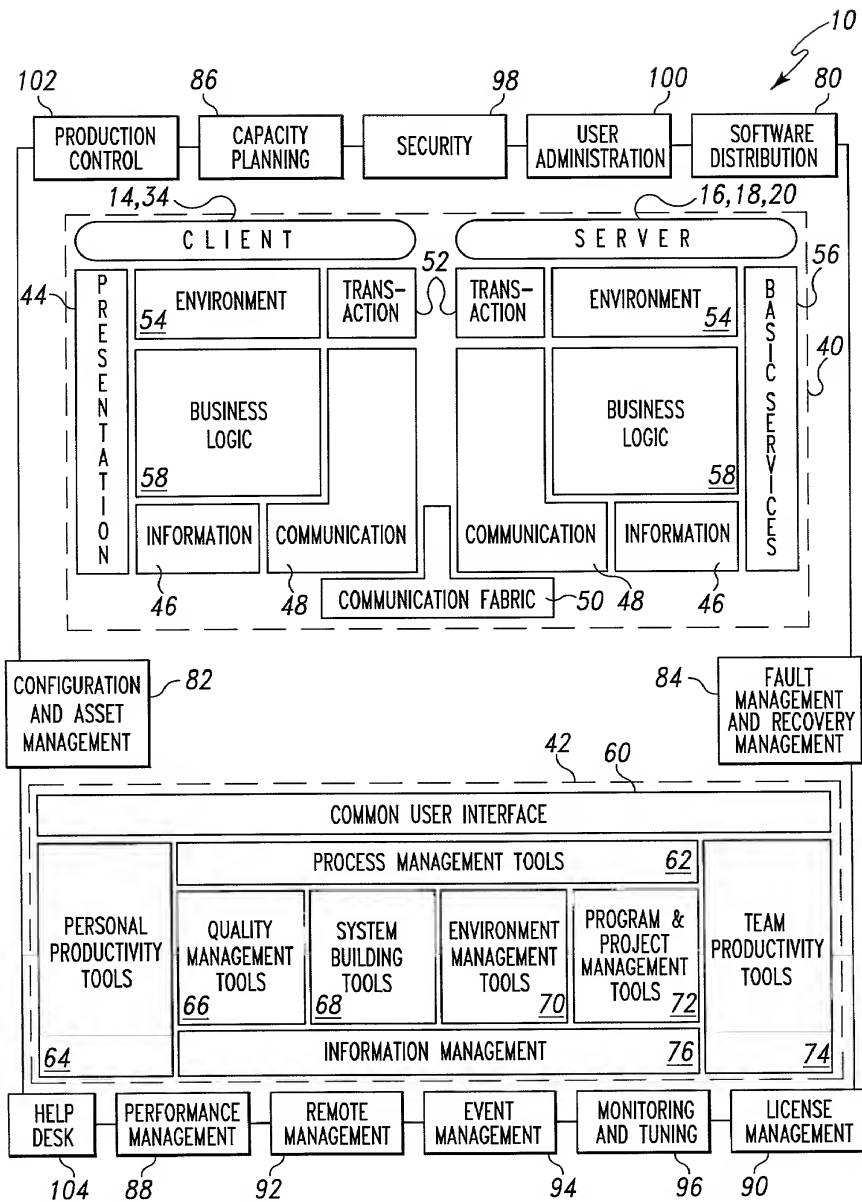 10
102
86
98
100
80
PRODUCTION
CONTROL
CAPACITY
PLANNING
SECURITY
USER
ADMINISTRATION
SOFTWARE
DISTRIBUTION
14,34
16,18,20
CLIENT
SERVER
44
PRESENTATION
ENVIRONMENT
54
TRANS-
ACTION
52
TRANS-
ACTION
ENVIRONMENT
54
BASIC SERVICES
56
40
BUSINESS
LOGIC
58
BUSINESS
LOGIC
58
INFORMATION
COMMUNICATION
COMMUNICATION
INFORMATION
46
48
COMMUNICATION FABRIC
50
48
46
CONFIGURATION
AND ASSET
MANAGEMENT
82
84
FAULT
MANAGEMENT
AND RECOVERY
MANAGEMENT
42
60
COMMON USER INTERFACE
PROCESS MANAGEMENT TOOLS
62
PERSONAL
PRODUCTIVITY
TOOLS
64
QUALITY
MANAGEMENT
TOOLS
66
SYSTEM
BUILDING
TOOLS
68
ENVIRONMENT
MANAGEMENT
TOOLS
70
PROGRAM &
PROJECT
MANAGEMENT
TOOLS
72
TEAM
PRODUCTIVITY
TOOLS
74
INFORMATION MANAGEMENT
76
HELP
DESK
PERFORMANCE
MANAGEMENT
REMOTE
MANAGEMENT
EVENT
MANAGEMENT
MONITORING
AND TUNING
LICENSE
MANAGEMENT
104
88
92
94
96
90